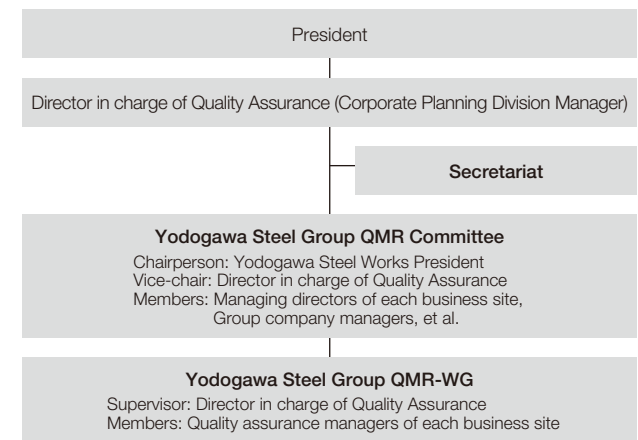 President
Director in charge of Quality Assurance (Corporate Planning Division Manager)
Secretariat
Yodogawa Steel Group QMR Committee
Chairperson: Yodogawa Steel Works President
Vice-chair: Director in charge of Quality Assurance
Members: Managing directors of each business site,
Group company managers, et al.
Yodogawa Steel Group QMR-WG
Supervisor: Director in charge of Quality Assurance
Members: Quality assurance managers of each business site